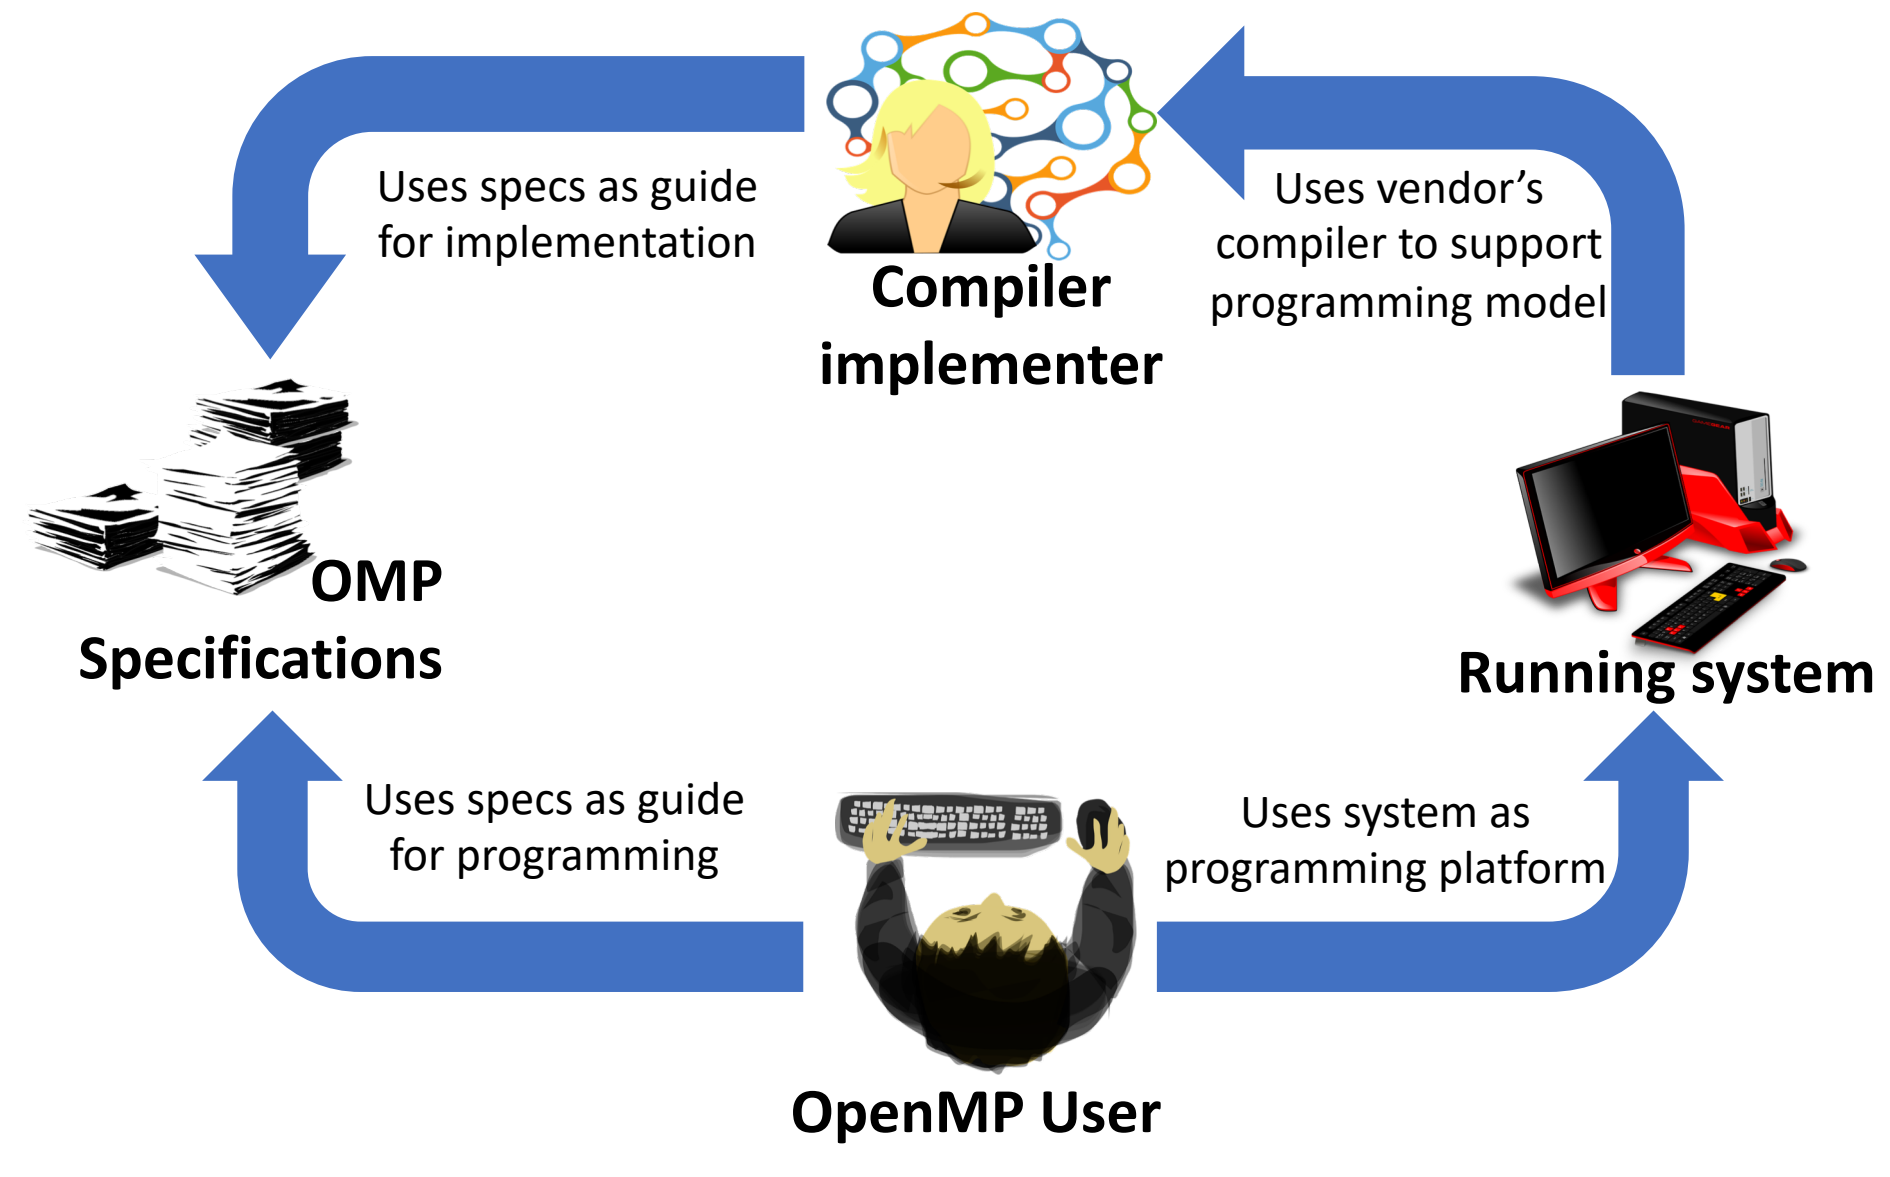 Uses specs as guide
for implementation
Compiler
implementer
Uses vendor’s
compiler to support
programming model
OMP
Specifications
Running system
Uses specs as guide
for programming
Uses system as
programming platform
OpenMP User